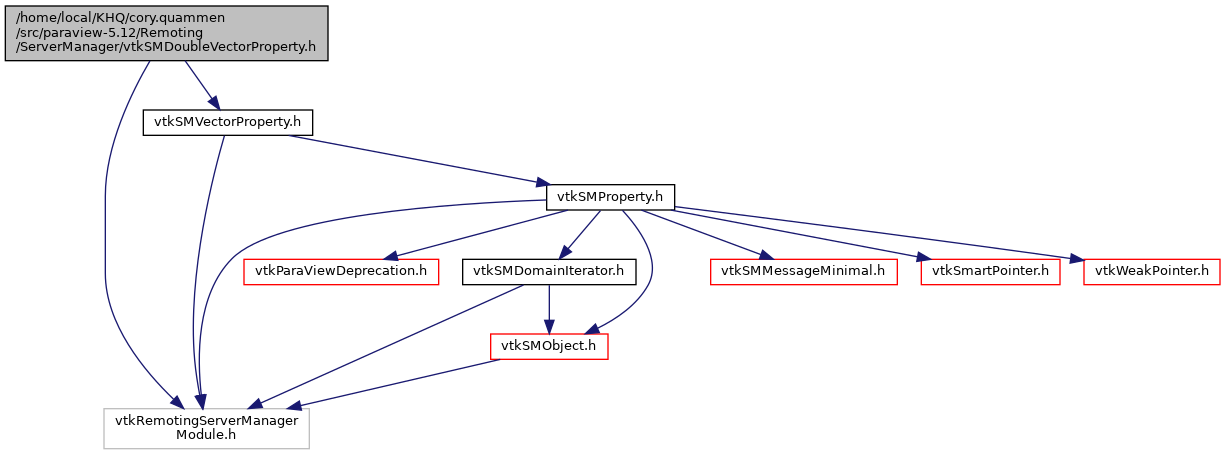 /home/local/KHQ/cory.quammen
/src/paraview-5.12/Remoting
/ServerManager/vtkSMDoubleVectorProperty.h
vtkSMVectorProperty.h
vtkSMProperty.h
vtkParaViewDeprecation.h
vtkSMDomainIterator.h
vtkSMMessageMinimal.h
vtkSmartPointer.h
vtkWeakPointer.h
vtkSMObject.h
vtkRemotingServerManager
Module.h